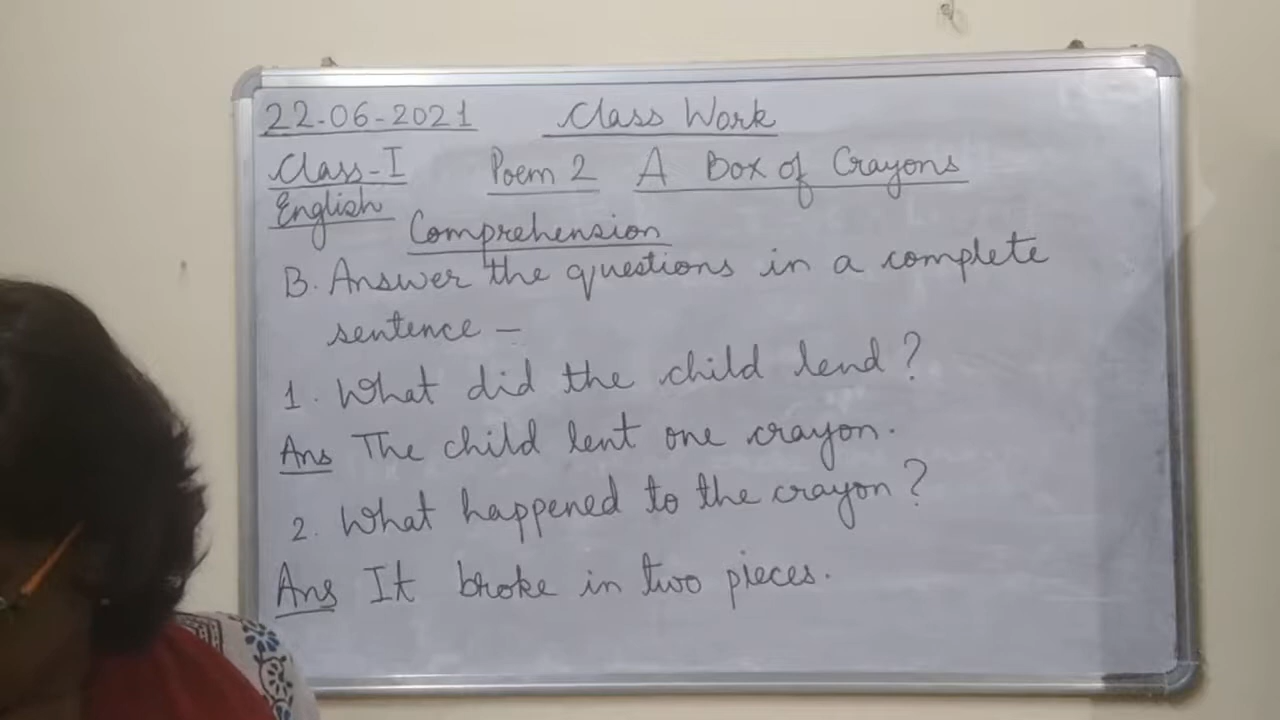 22-06-2021 Class Work
Class-I Poem 2 A Box of Crayons
English
Comprehension
B. Answer the questions in a complete
sentence –
1. What did the child lend?
Ans The child lent one crayon.
2. What happened to the crayon?
Ans It broke in two pieces.